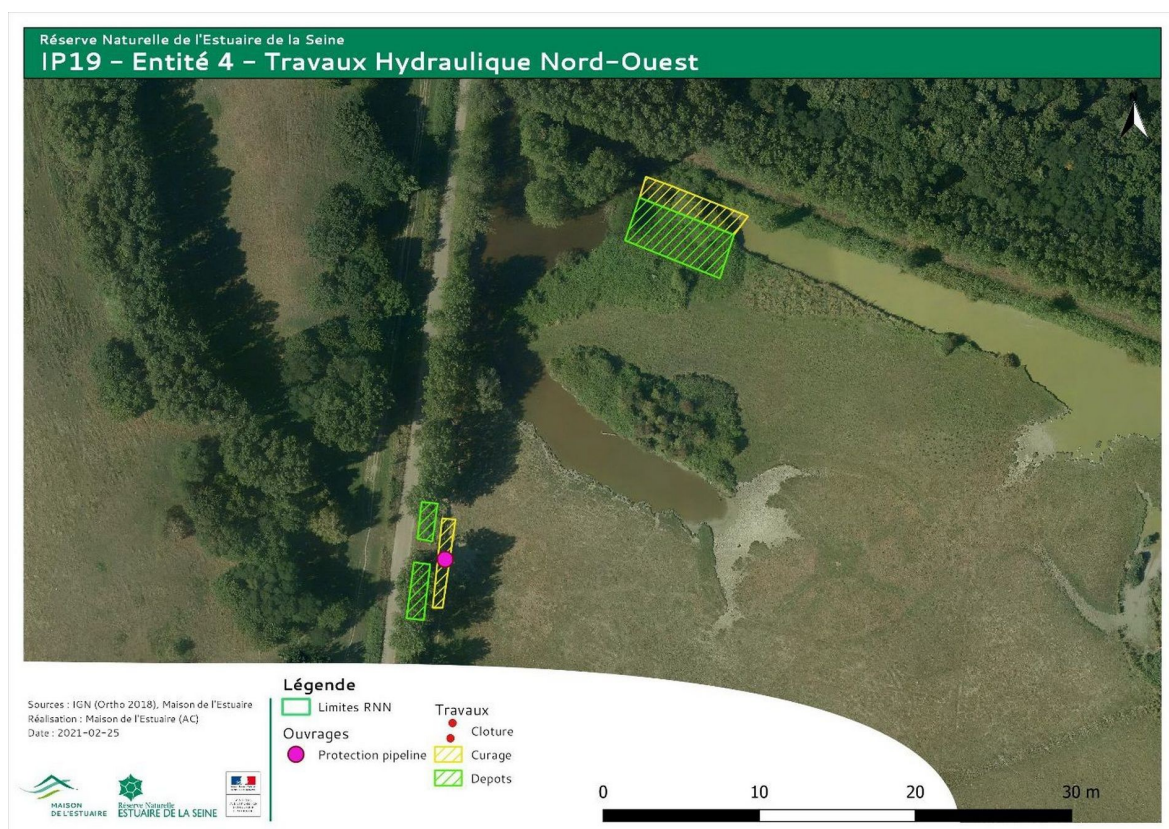 Réserve Naturelle de l'Estuaire de la Seine
IP19 - Entité 4 - Travaux Hydraulique Nord-Ouest
Sources : IGN (Ortho 2018), Maison de l'Estuaire
Réalisation : Maison de l'Estuaire (AC)
Date : 2021-02-25
MAISON
DE L'ESTUAIRE
Réserve Naturelle
ESTUAIRE DE LA SEINE
Légende
Limites RNN
Ouvrages
Protection pipeline
Travaux
Cloture
Curage
Depots
0 10 20 30 m